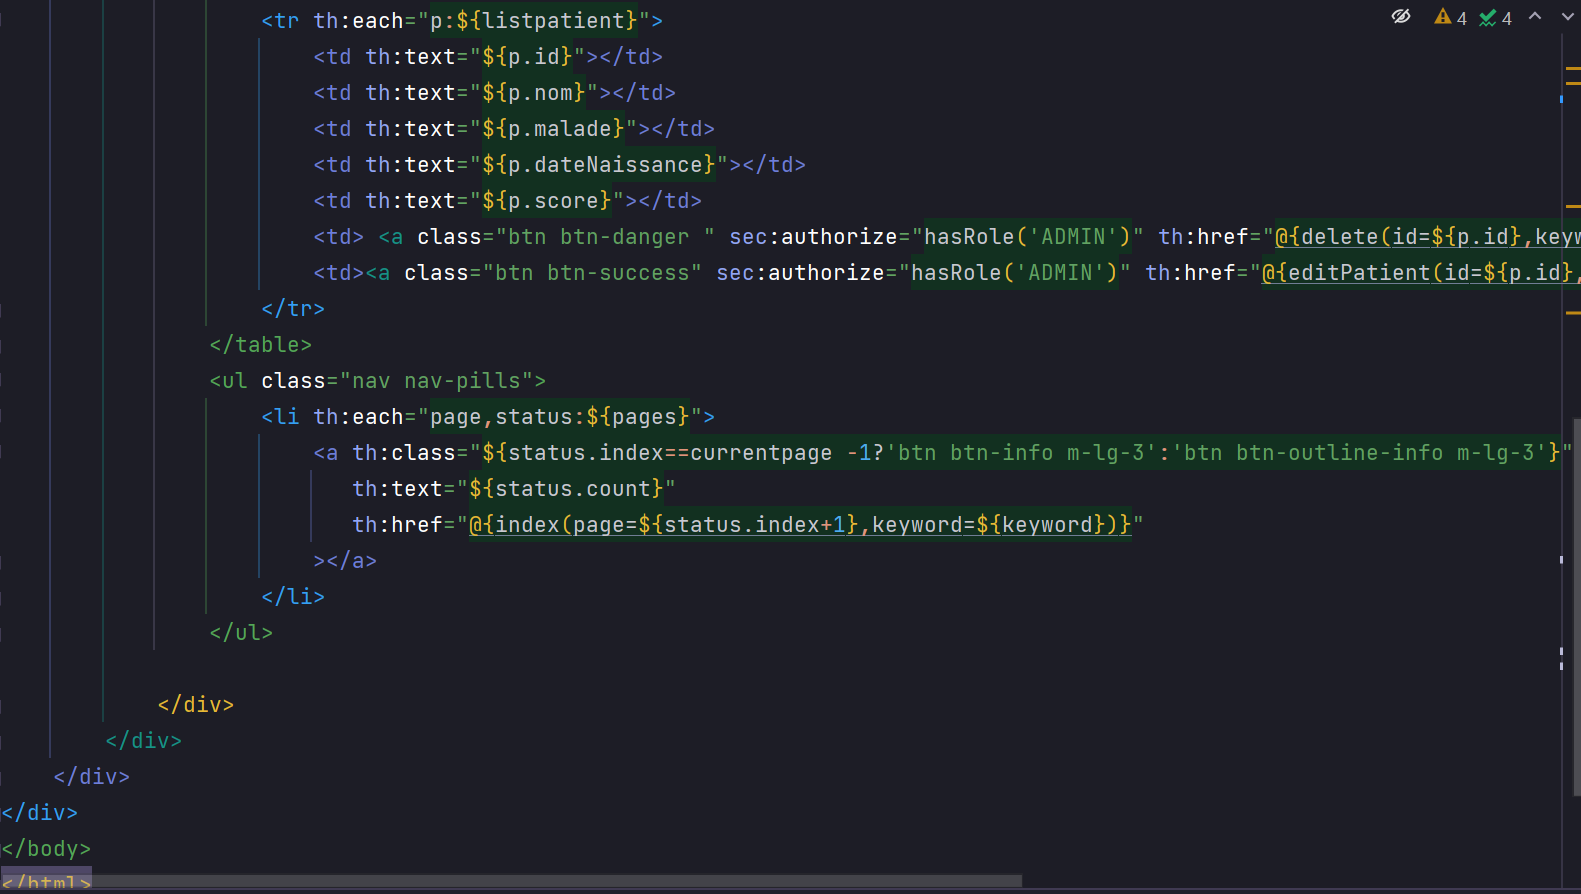 <tr th:each="p:${listpatient}">
4 4
<td th:text="${p.id}"></td>
<td th:text="${p.nom}"></td>
<td th:text="${p.malade}"></td>
<td th:text="${p.dateNaissance}"></td>
<td th:text="${p.score}"></td>
<td> <a class="btn btn-danger " sec:authorize="hasRole('ADMIN')" th:href="@{delete(id=${p.id},keyw
<td><a class="btn btn-success" sec:authorize="hasRole('ADMIN')" th:href="@{editPatient(id=${p.id},
</tr>
</table>
<ul class="nav nav-pills">
<li th:each="page,status:${pages}">
<a th:class="${status.index==currentpage -1?'btn btn-info m-lg-3':'btn btn-outline-info m-lg-3'}"
th:text="${status.count}"
th:href="@{index(page=${status.index+1},keyword=${keyword})}"
></a>
</li>
</ul>
</div>
</div>
</div>
</div>
</body>
</html>